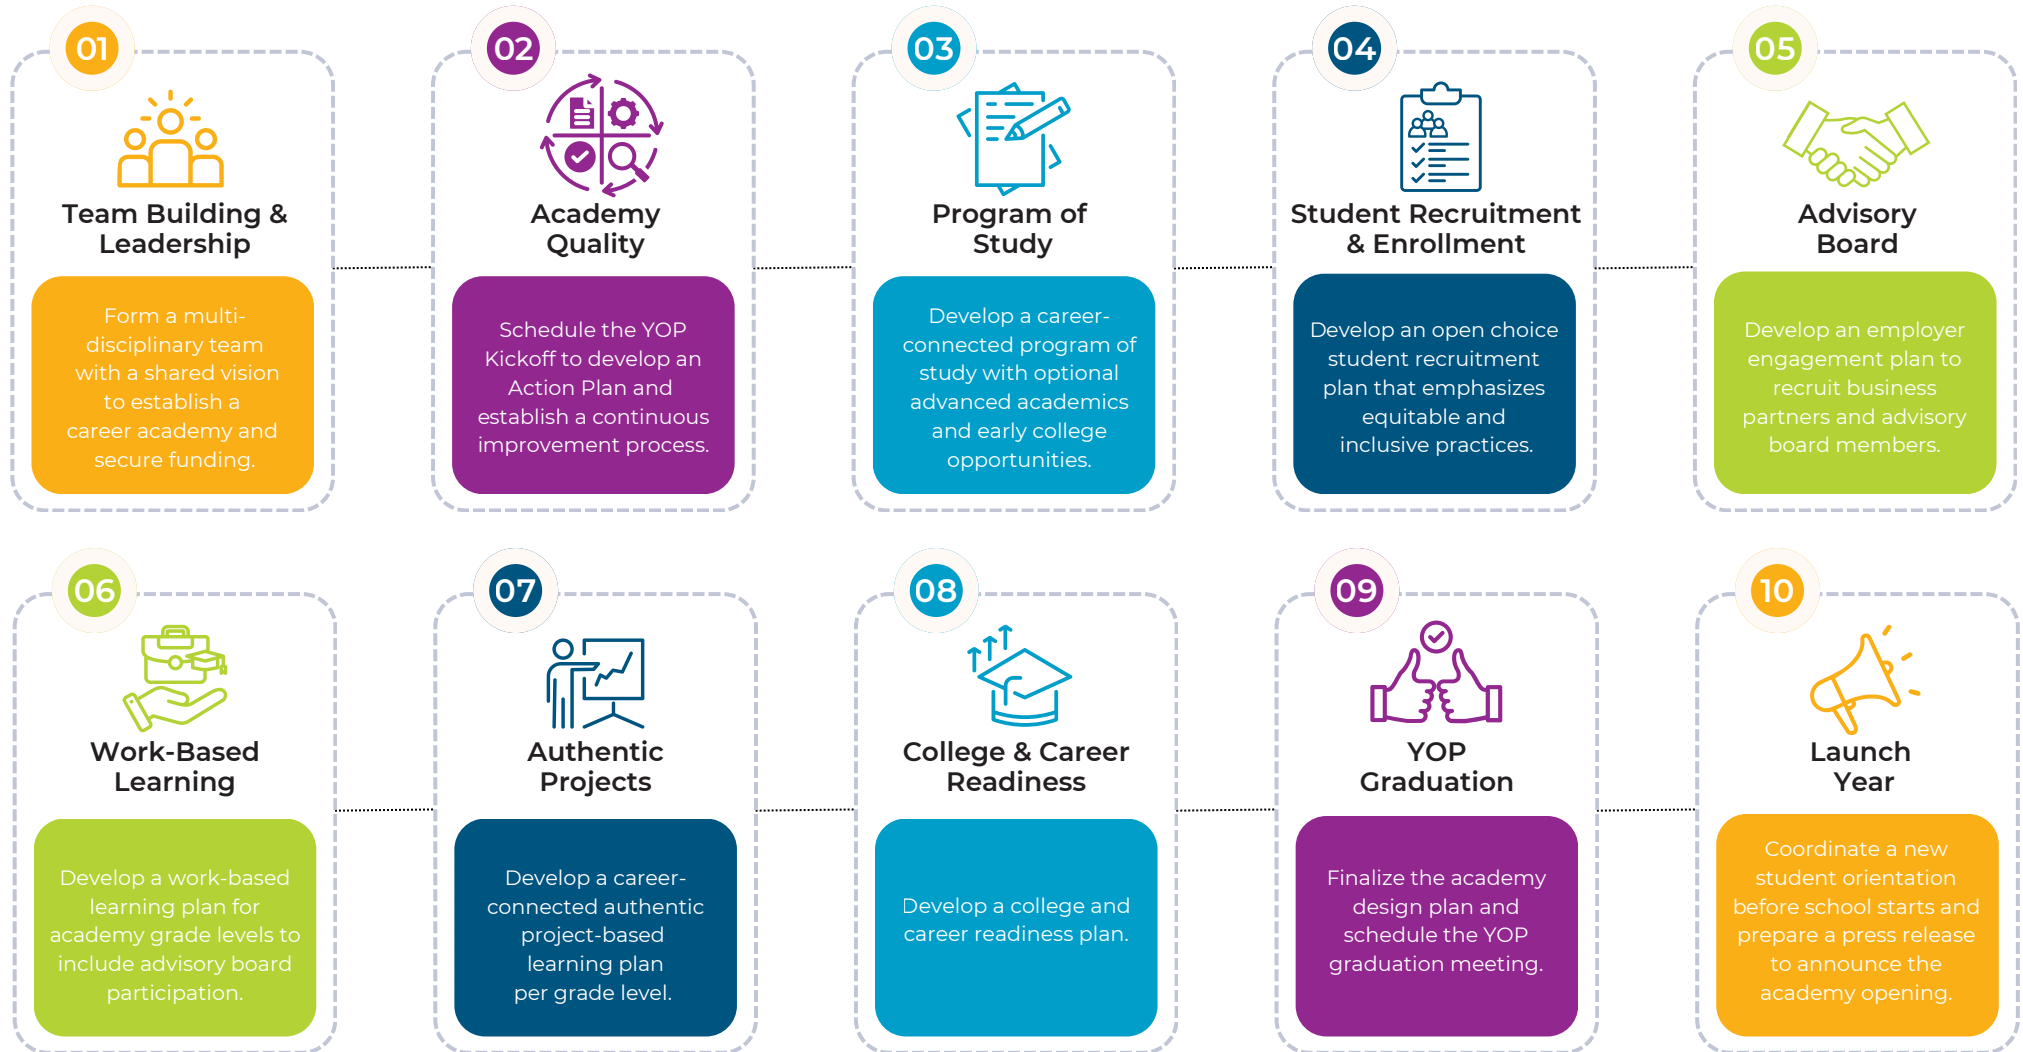 01
Team Building &
Leadership
Form a multi-
disciplinary team
with a shared vision
to establish a
career academy and
secure funding.
02
Academy
Quality
Schedule the YOP
Kickoff to develop an
Action Plan and
establish a continuous
improvement process.
03
Program of
Study
Develop a career-
connected program of
study with optional
advanced academics
and early college
opportunities.
04
Student Recruitment
& Enrollment
Develop an open choice
student recruitment
plan that emphasizes
equitable and
inclusive practices.
05
Advisory
Board
Develop an employer
engagement plan to
recruit business
partners and advisory
board members.
06
Work-Based
Learning
Develop a work-based
learning plan for
academy grade levels to
include advisory board
participation.
07
Authentic
Projects
Develop a career-
connected authentic
project-based
learning plan
per grade level.
08
College & Career
Readiness
Develop a college and
career readiness plan.
09
YOP
Graduation
Finalize the academy
design plan and
schedule the YOP
graduation meeting.
10
Launch
Year
Coordinate a new
student orientation
before school starts and
prepare a press release
to announce the
academy opening.